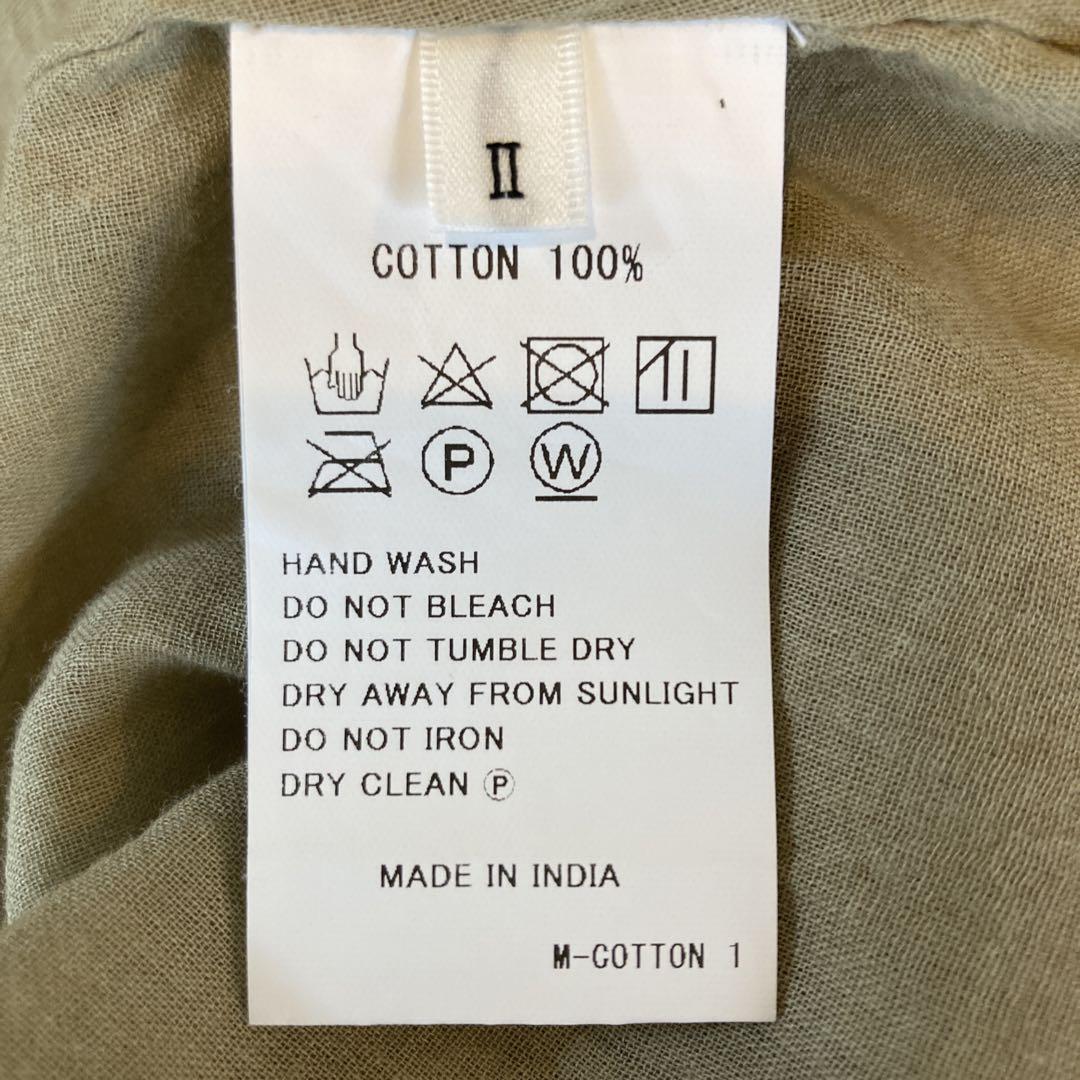 II
COTTON 100%
P W
HAND WASH
DO NOT BLEACH
DO NOT TUMBLE DRY
DRY AWAY FROM SUNLIGHT
DO NOT IRON
DRY CLEAN Ⓟ
MADE IN INDIA
M-COTTON 1